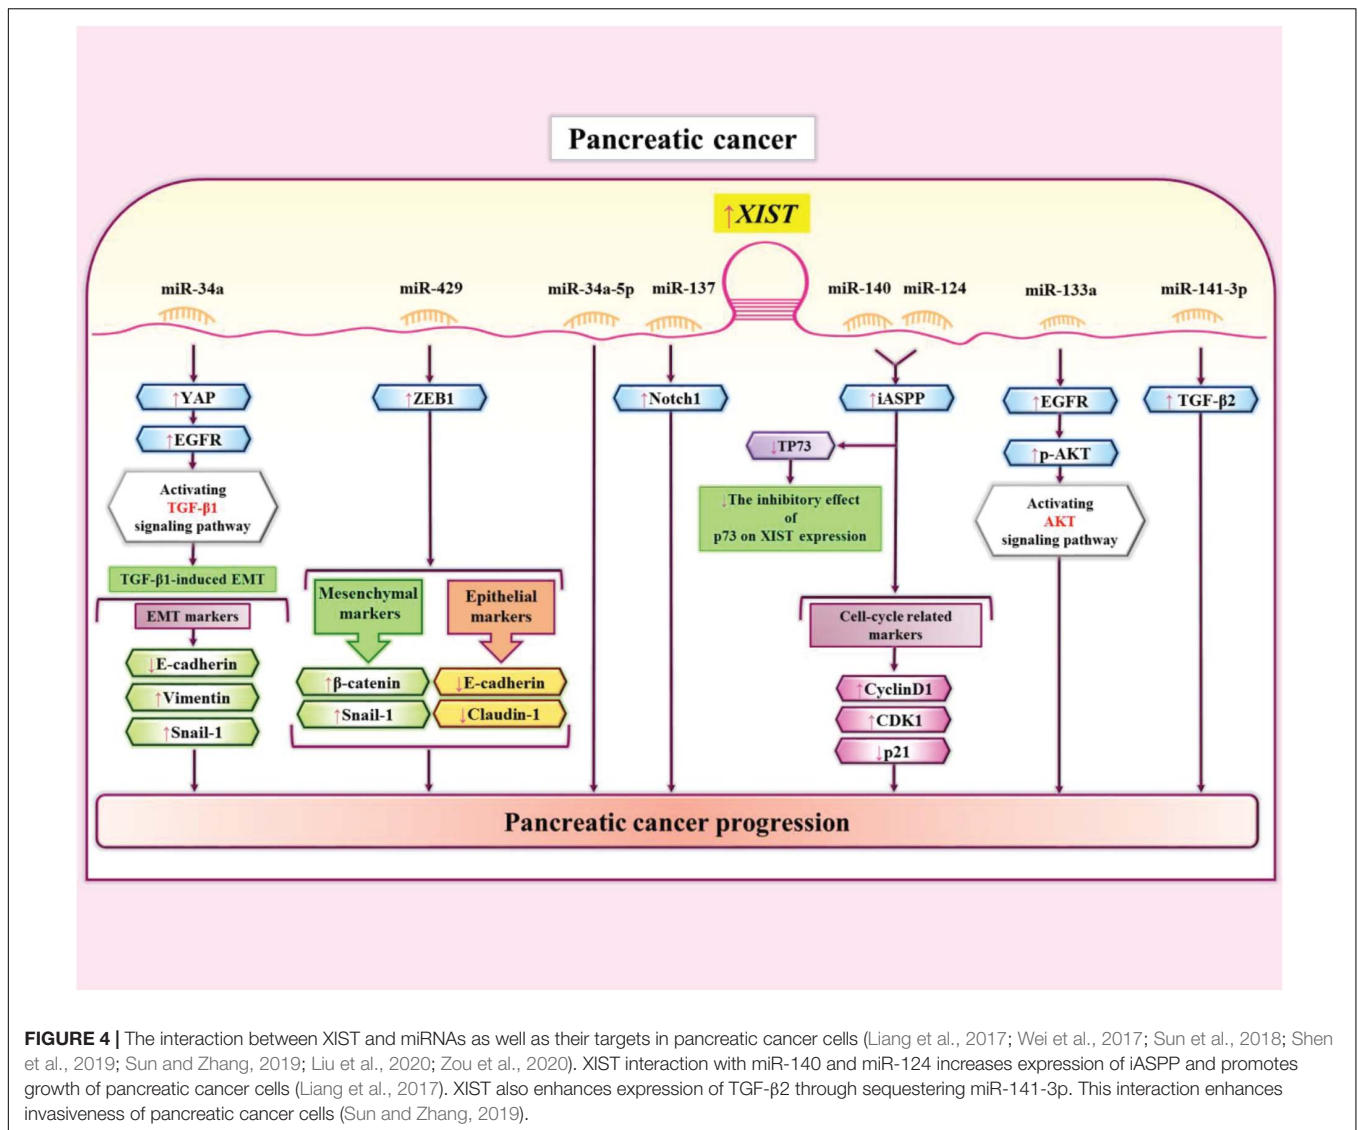 Pancreatic cancer
↑XIST
miR-34a
miR-429
miR-34a-5p
miR-137
miR-140
miR-124
miR-133a
miR-141-3p
↑YAP
↑EGFR
Activating
TGF-β1
signaling pathway
TGF-β1-induced EMT
EMT markers
↓E-cadherin
↑Vimentin
↑Snail-1
↑ZEB1
Mesenchymal
markers
↑β-catenin
↑Snail-1
Epithelial
markers
↓E-cadherin
↓Claudin-1
↑Notch1
↑iASPP
↓TP73
↓The inhibitory effect
of
p73 on XIST expression
Cell-cycle related
markers
↑CyclinD1
↑CDK1
↓p21
↑EGFR
↑p-AKT
Activating
AKT
signaling pathway
↑ TGF-β2
Pancreatic cancer progression
FIGURE 4 | The interaction between XIST and miRNAs as well as their targets in pancreatic cancer cells (Liang et al., 2017; Wei et al., 2017; Sun et al., 2018; Shen
et al., 2019; Sun and Zhang, 2019; Liu et al., 2020; Zou et al., 2020). XIST interaction with miR-140 and miR-124 increases expression of iASPP and promotes
growth of pancreatic cancer cells (Liang et al., 2017). XIST also enhances expression of TGF-β2 through sequestering miR-141-3p. This interaction enhances
invasiveness of pancreatic cancer cells (Sun and Zhang, 2019).